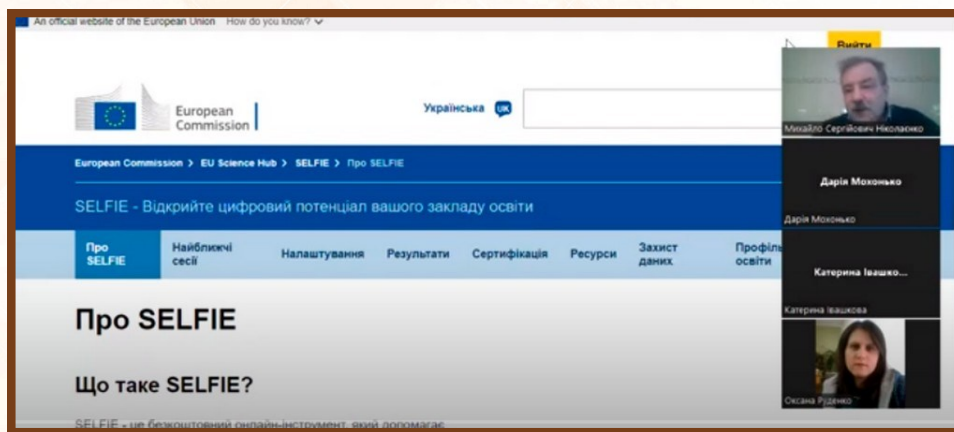 An official website of the European Union How do you know?
Вийти
European
Commission
Українська UK
European Commission > EU Science Hub > SELFIE > Про SELFIE
SELFIE - Відкрийте цифровий потенціал вашого закладу освіти
Про
SELFIE
Найближчі
сесії
Налаштування
Результати
Сертифікація
Ресурси
Захист
даних
Профіль
освіти
Про SELFIE
Що таке SELFIE?
SELFIE - це безкоштовний онлайн-інструмент, який допомагає
Михайло Сергійович Ніколаєнко
Дарія Мохонько
Дарія Мохонько
Катерина Івашко...
Катерина Івашкова
Оксана Руденко